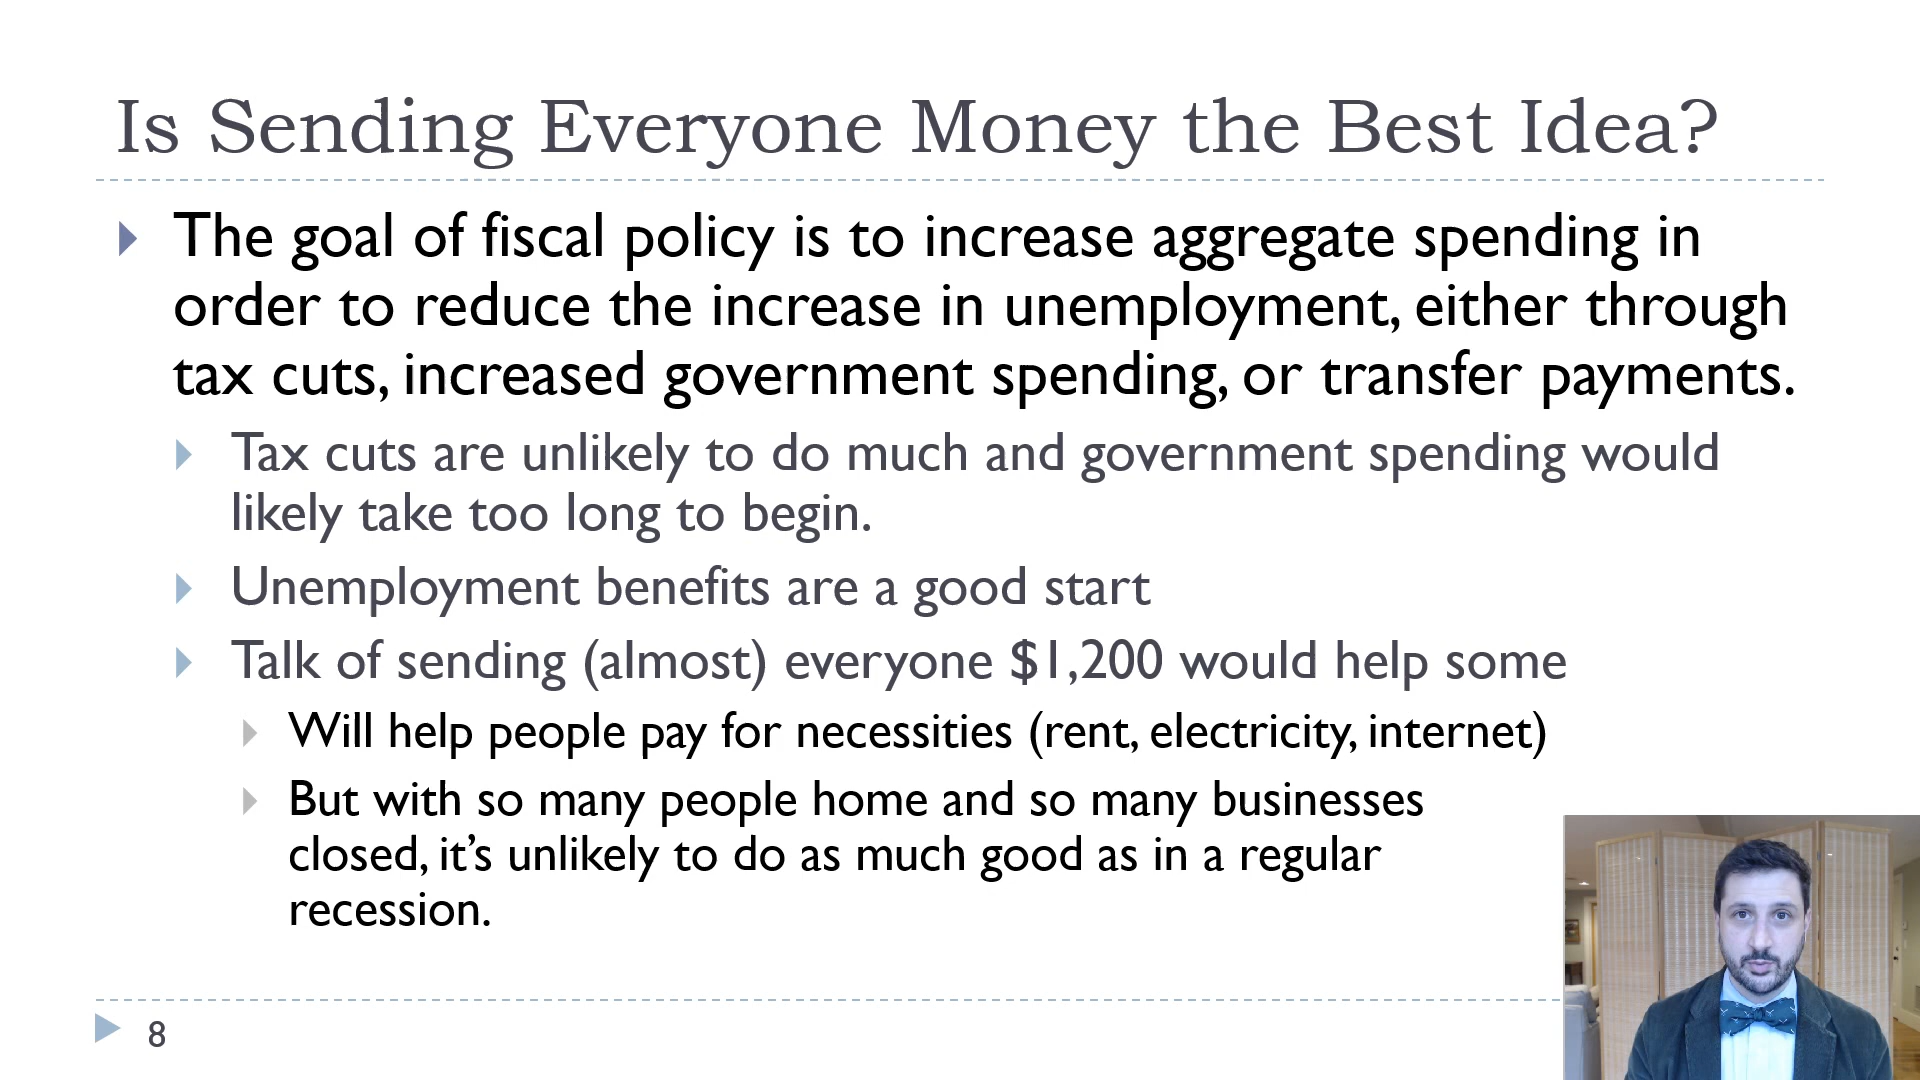 Is Sending Everyone Money the Best Idea?
The goal of fiscal policy is to increase aggregate spending in
order to reduce the increase in unemployment, either through
tax cuts, increased government spending, or transfer payments.
Tax cuts are unlikely to do much and government spending would
likely take too long to begin.
Unemployment benefits are a good start
Talk of sending (almost) everyone $1,200 would help some
Will help people pay for necessities (rent, electricity, internet)
But with so many people home and so many businesses
closed, it’s unlikely to do as much good as in a regular
recession.
8